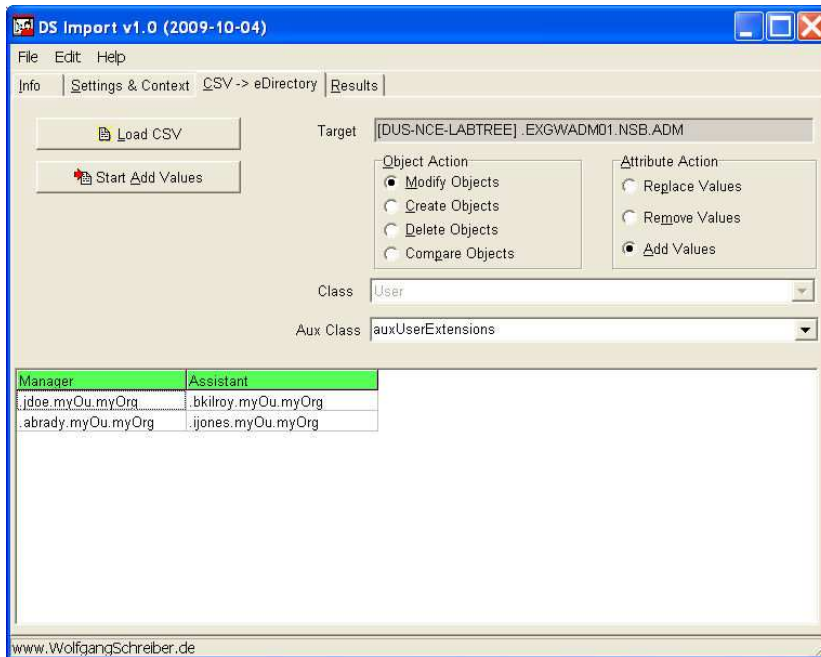 DS Import v1.0 (2009-10-04)
File Edit Help
Info Settings & Context CSV -> eDirectory Results
Load CSV
Target [DUS-NCE-LABTREE] .EXGWADM01.NSB.ADM
Start Add Values
Object Action
Modify Objects
Create Objects
Delete Objects
Compare Objects
Attribute Action
Replace Values
Remove Values
Add Values
Class User
Aux Class auxUserExtensions
Manager Assistant
.jdoe.myOu.myOrg .bkilroy.myOu.myOrg
.abrady.myOu.myOrg .ijones.myOu.myOrg
www.WolfgangSchreiber.de